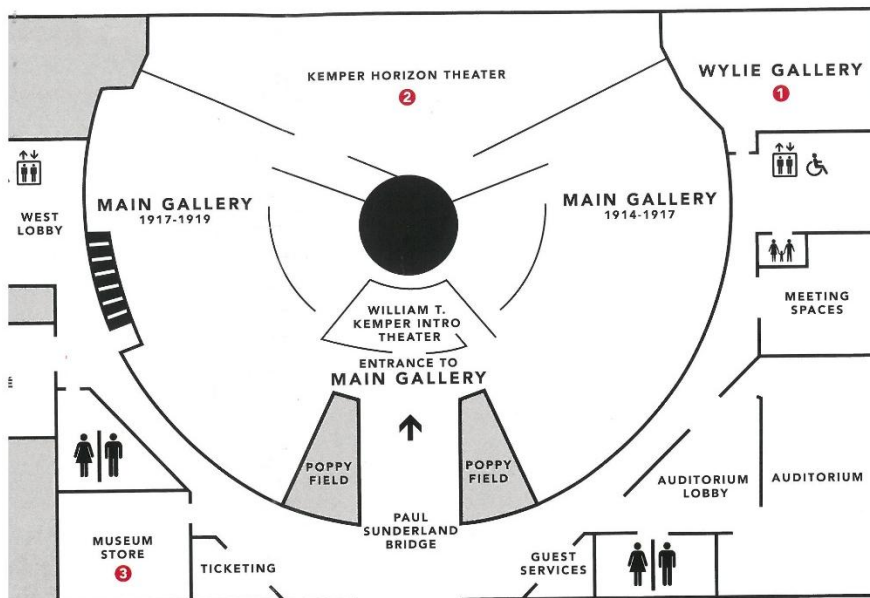 KEMPER HORIZON THEATER
2
WYLIE GALLERY
1
WEST
LOBBY
MAIN GALLERY
1917-1919
MAIN GALLERY
1914-1917
MEETING
SPACES
WILLIAM T.
KEMPER INTRO
THEATER
ENTRANCE TO
MAIN GALLERY
POPPY
FIELD
POPPY
FIELD
PAUL
SUNDERLAND
BRIDGE
AUDITORIUM
LOBBY
AUDITORIUM
MUSEUM
STORE
3
TICKETING
GUEST
SERVICES